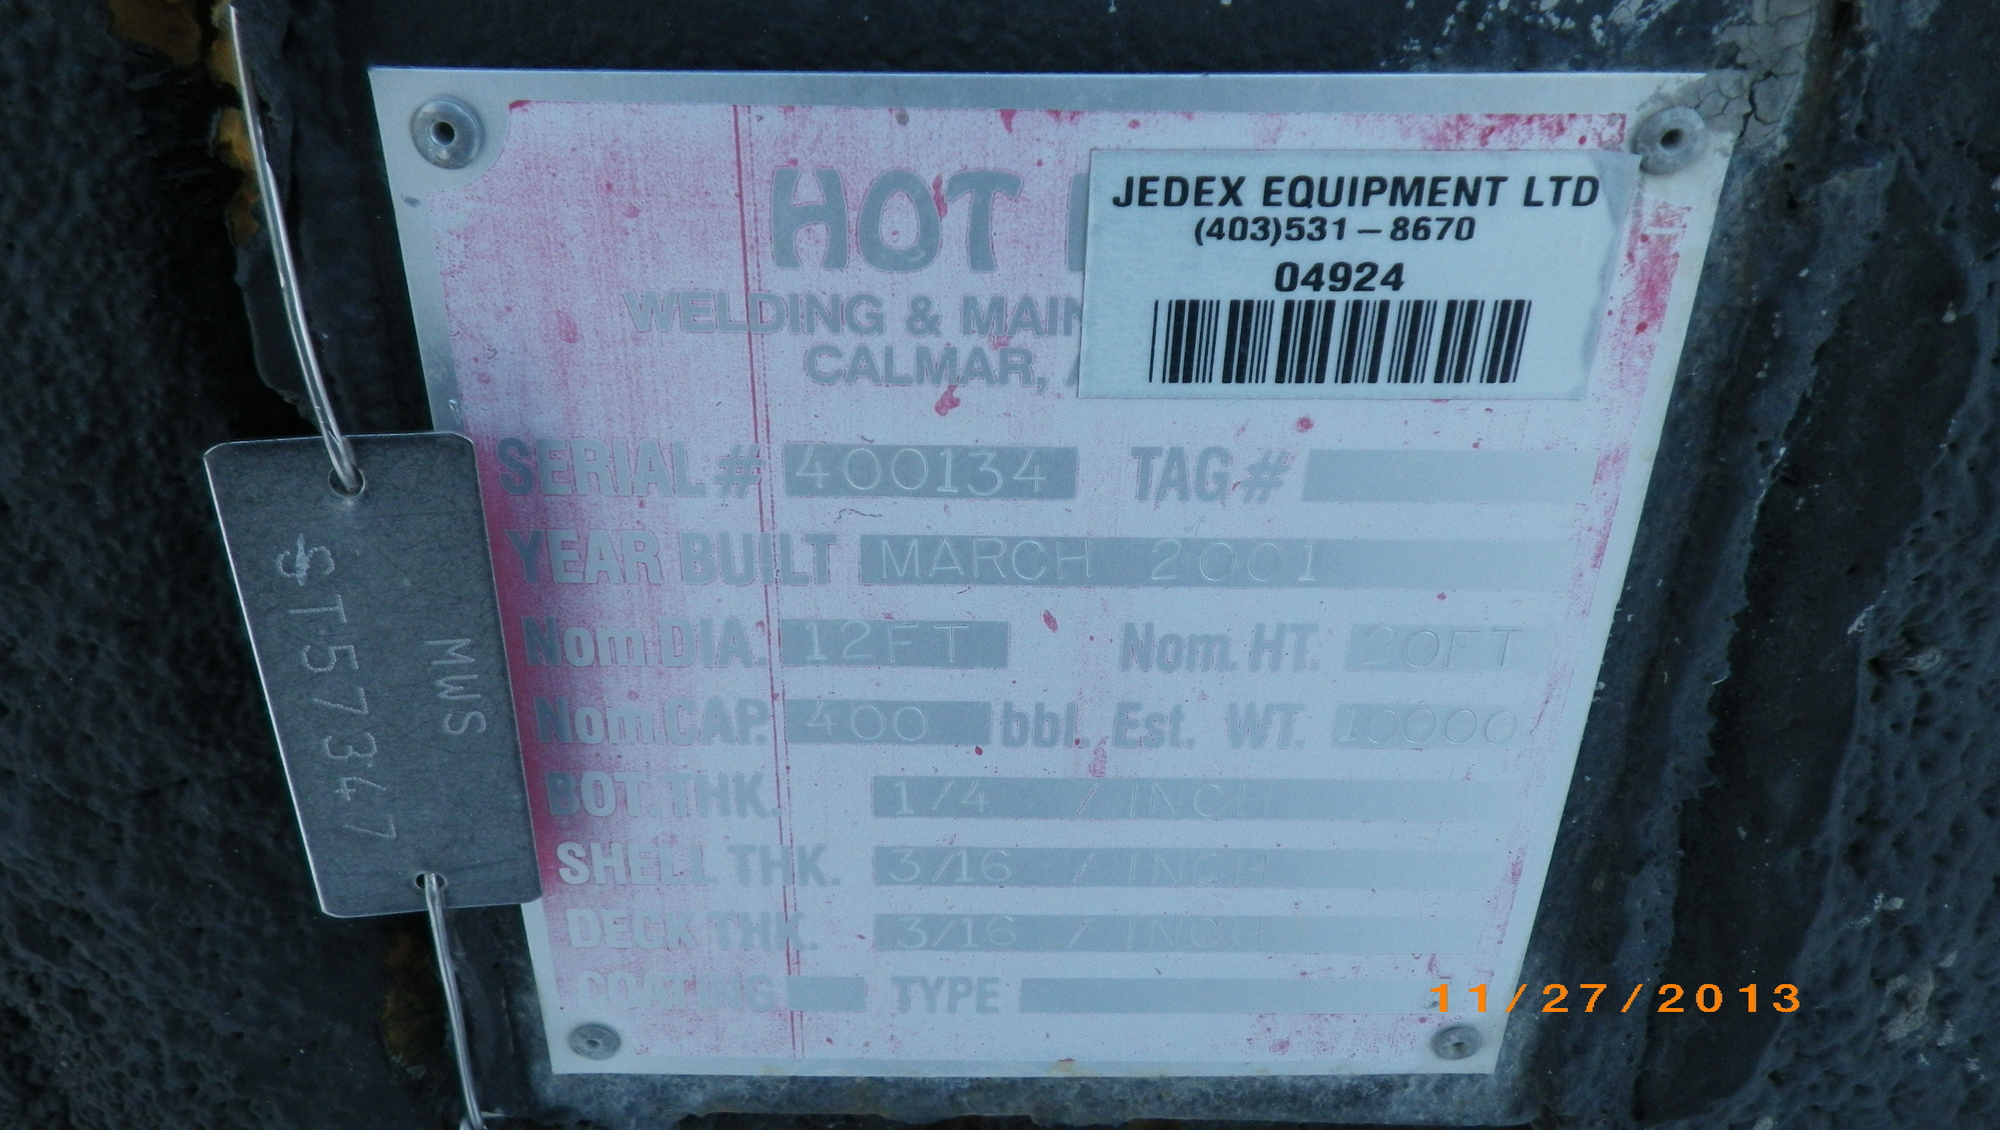 HOT
WELDING & MAIN
CALMAR, A
JEDEX EQUIPMENT LTD
(403)531-8670
04924
SERIAL # 400134 TAG #
YEAR BUILT MARCH 2001
Nom. DIA. 12FT Nom. HT. 20FT
Nom. CAP. 400 bbl. Est. WT. 10000
BOT. THK. 1/4 / INCH
SHELL THK. 3/16 / INCH
DECK THK. 3/16 / INCH
COATING TYPE
MWS
ST57347
11/27/2013